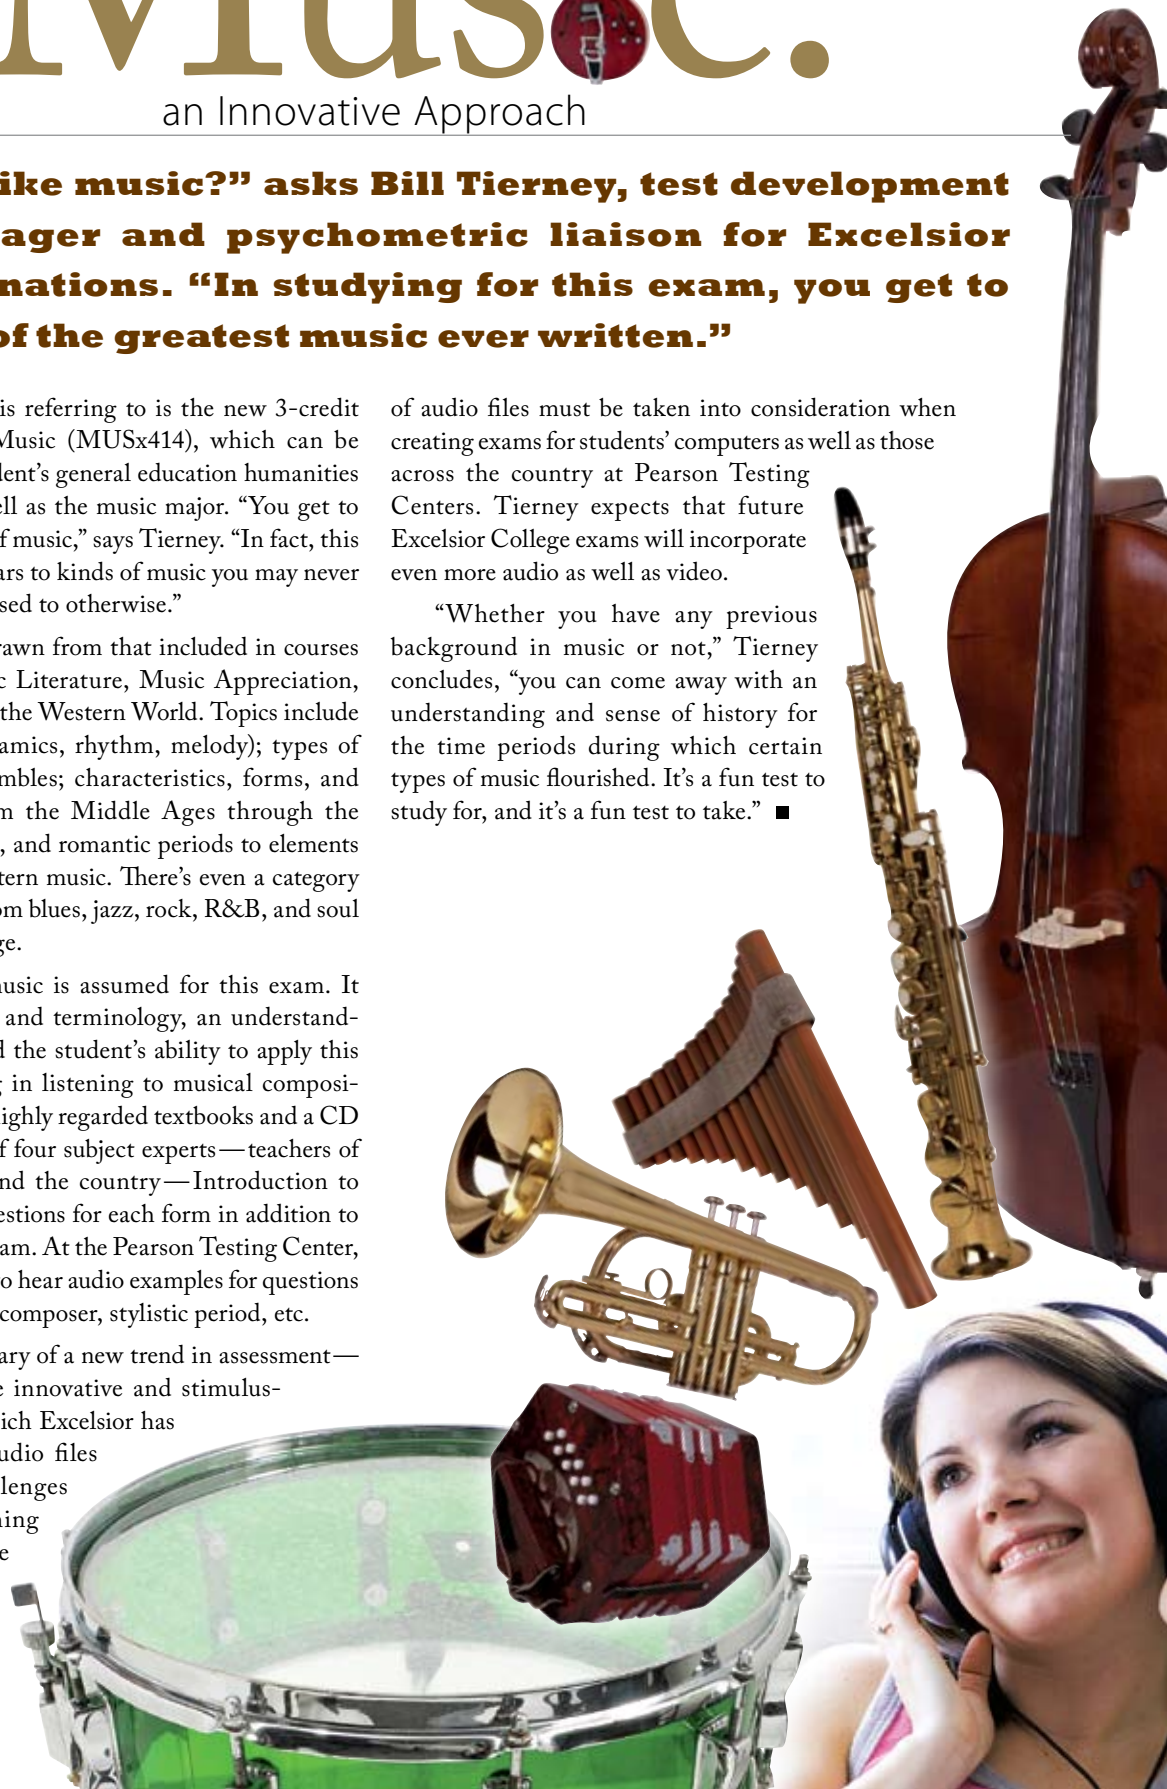 Music.
an Innovative Approach
ike music?” asks Bill Tierney, test development
ager and psychometric liaison for Excelsior
nations. “In studying for this exam, you get to
of the greatest music ever written.”
is referring to is the new 3-credit
Music (MUSx414), which can be
dent’s general education humanities
ell as the music major. “You get to
f music,” says Tierney. “In fact, this
ars to kinds of music you may never
sed to otherwise.”
rawn from that included in courses
c Literature, Music Appreciation,
the Western World. Topics include
amics, rhythm, melody); types of
mbles; characteristics, forms, and
m the Middle Ages through the
, and romantic periods to elements
tern music. There’s even a category
om blues, jazz, rock, R&B, and soul
ge.
music is assumed for this exam. It
and terminology, an understand-
d the student’s ability to apply this
g in listening to musical composi-
highly regarded textbooks and a CD
f four subject experts—teachers of
nd the country—Introduction to
estions for each form in addition to
am. At the Pearson Testing Center,
o hear audio examples for questions
composer, stylistic period, etc.
ary of a new trend in assessment—
e innovative and stimulus-
ich Excelsior has
udio files
lenges
ning
e
of audio files must be taken into consideration when
creating exams for students’ computers as well as those
across the country at Pearson Testing
Centers. Tierney expects that future
Excelsior College exams will incorporate
even more audio as well as video.
“Whether you have any previous
background in music or not,” Tierney
concludes, “you can come away with an
understanding and sense of history for
the time periods during which certain
types of music flourished. It’s a fun test to
study for, and it’s a fun test to take.” ■